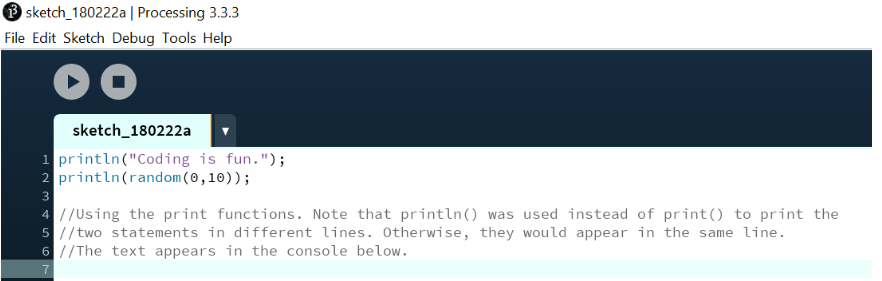 sketch_180222a | Processing 3.3.3
File Edit Sketch Debug Tools Help
sketch_180222a ▼
1 println("Coding is fun.");
2 println(random(0,10));
3
4 //Using the print functions. Note that println() was used instead of print() to print the
5 //two statements in different lines. Otherwise, they would appear in the same line.
6 //The text appears in the console below.
7